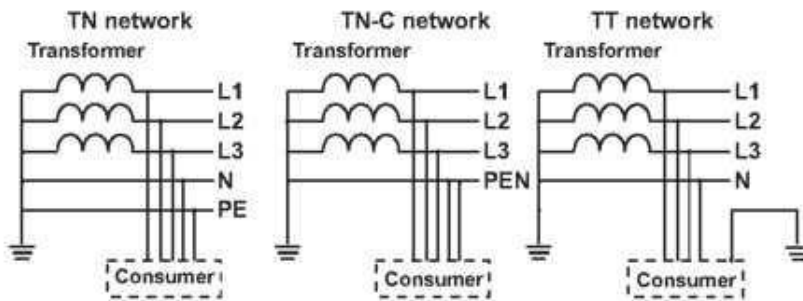 TN network
Transformer
L1
L2
L3
N
PE
Consumer
TN-C network
Transformer
L1
L2
L3
PEN
Consumer
TT network
Transformer
L1
L2
L3
N
Consumer